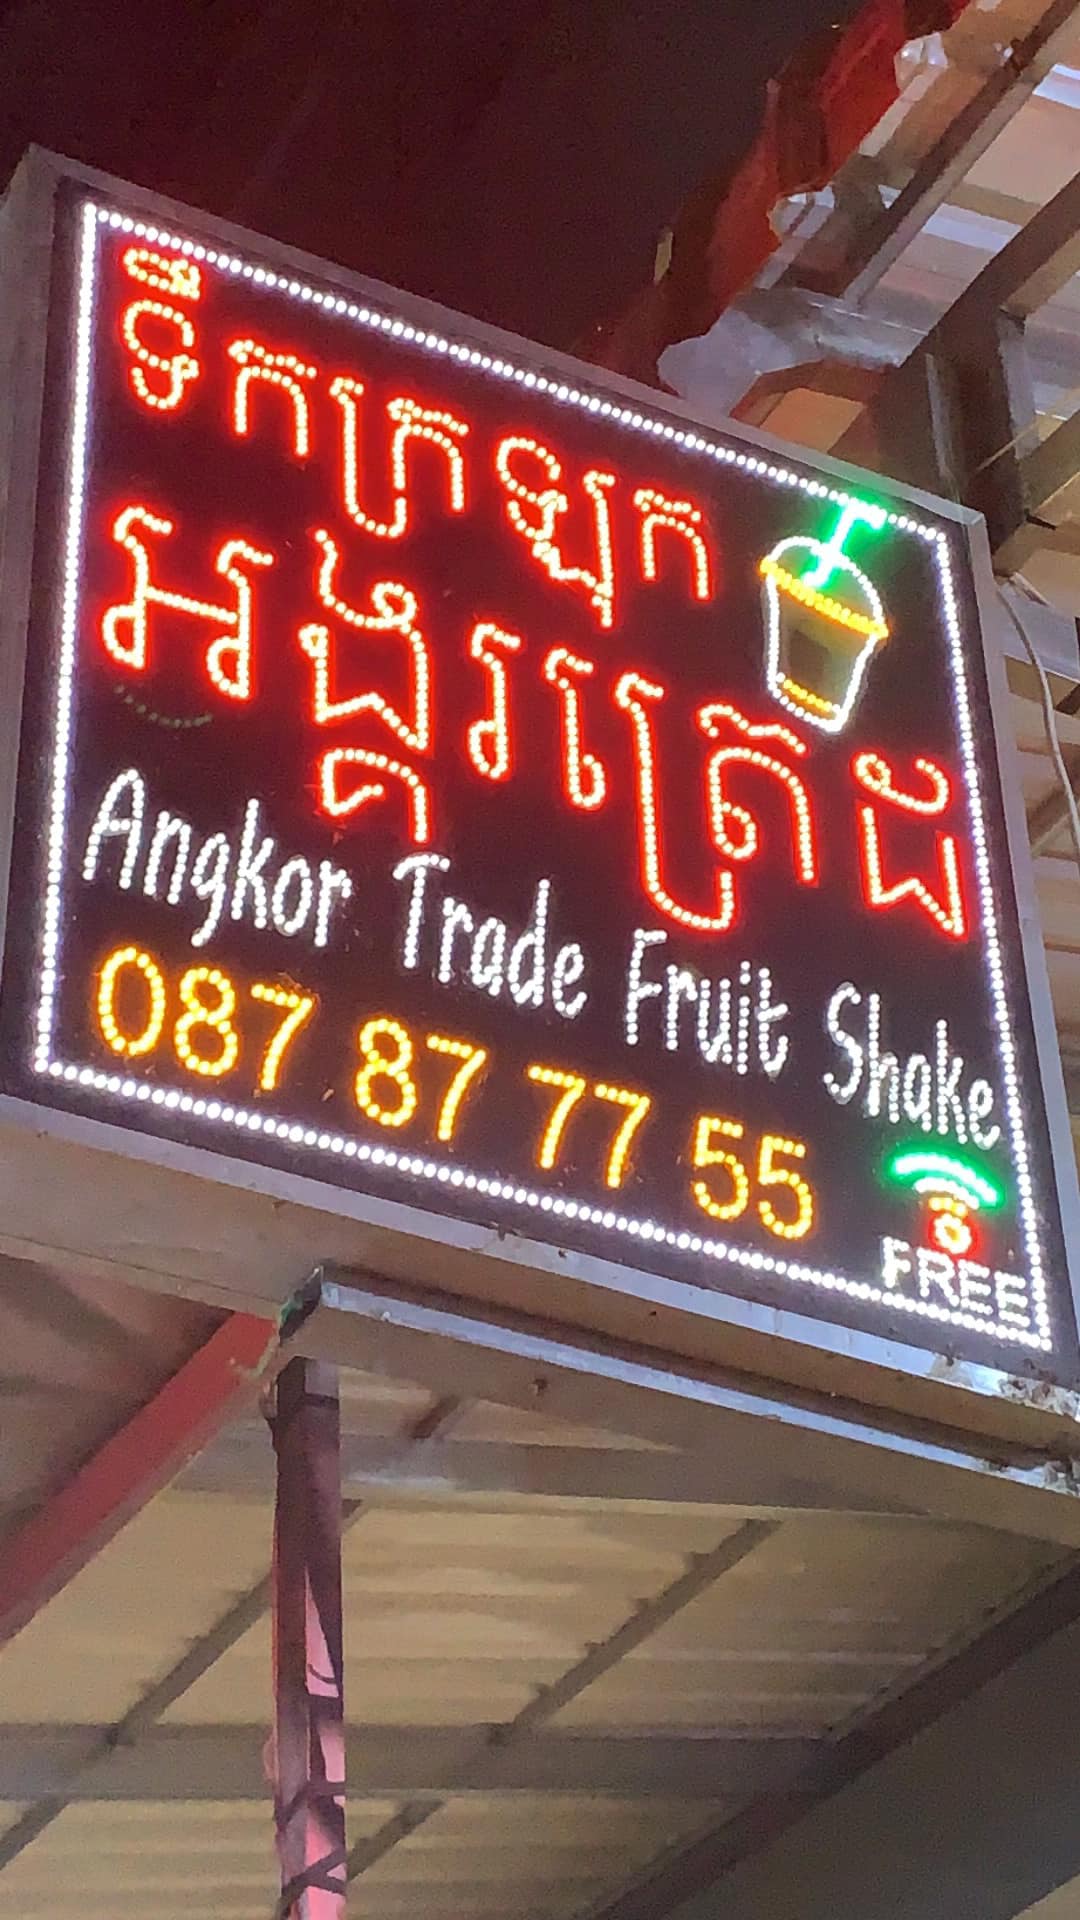 ទឹកក្រឡុក
អង្គរត្រេដ
Angkor Trade Fruit Shake
087 87 77 55
FREE